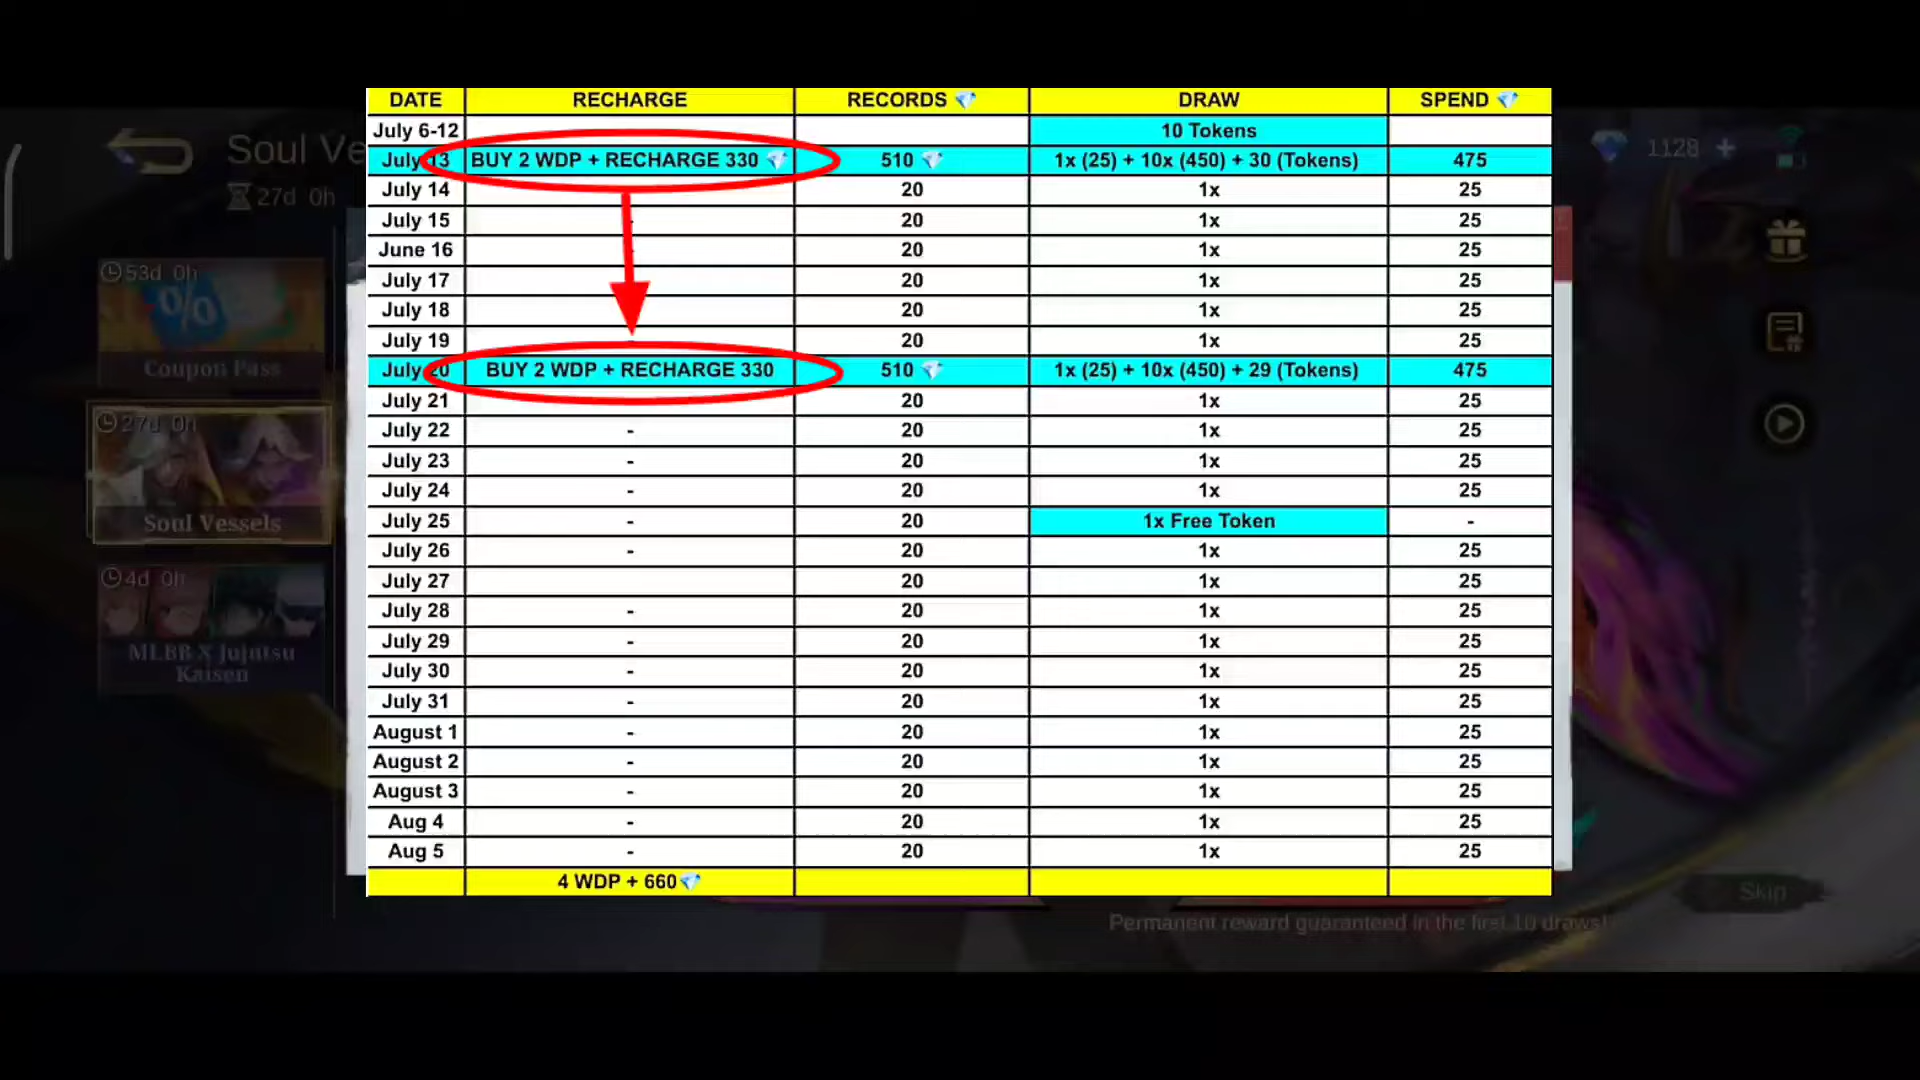 DATE RECHARGE RECORDS 💎 DRAW SPEND 💎
July 6-12 10 Tokens
July 13 BUY 2 WDP + RECHARGE 330 💎 510 💎 1x (25) + 10x (450) + 30 (Tokens) 475
July 14 20 1x 25
July 15 - 20 1x 25
June 16 20 1x 25
July 17 20 1x 25
July 18 20 1x 25
July 19 20 1x 25
July 20 BUY 2 WDP + RECHARGE 330 510 💎 1x (25) + 10x (450) + 29 (Tokens) 475
July 21 20 1x 25
July 22 - 20 1x 25
July 23 - 20 1x 25
July 24 - 20 1x 25
July 25 - 20 1x Free Token -
July 26 - 20 1x 25
July 27 20 1x 25
July 28 - 20 1x 25
July 29 - 20 1x 25
July 30 - 20 1x 25
July 31 - 20 1x 25
August 1 - 20 1x 25
August 2 - 20 1x 25
August 3 - 20 1x 25
Aug 4 - 20 1x 25
Aug 5 - 20 1x 25
4 WDP + 660💎
Soul Ve
27d 0h
1128 +
53d 0h
%
Coupon Pass
27d 0h
Soul Vessels
4d 0h
MLBB X Jujutsu
Kaisen
Skip
Permanent reward guaranteed in the first 10 draws!